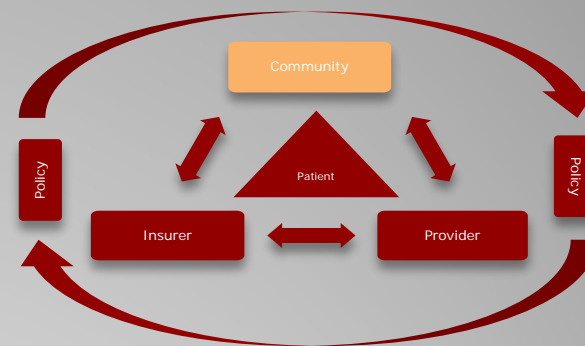 Community
Patient
Policy
Policy
Insurer
Provider